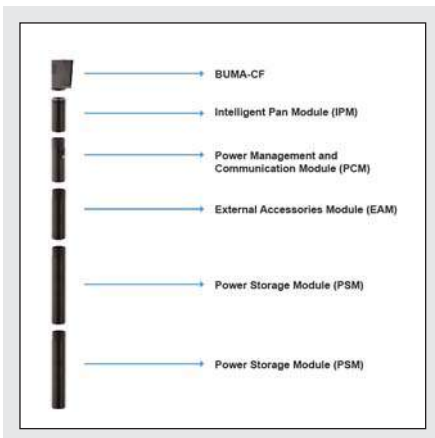 BUMA-CF
Intelligent Pan Module (IPM)
Power Management and
Communication Module (PCM)
External Accessories Module (EAM)
Power Storage Module (PSM)
Power Storage Module (PSM)